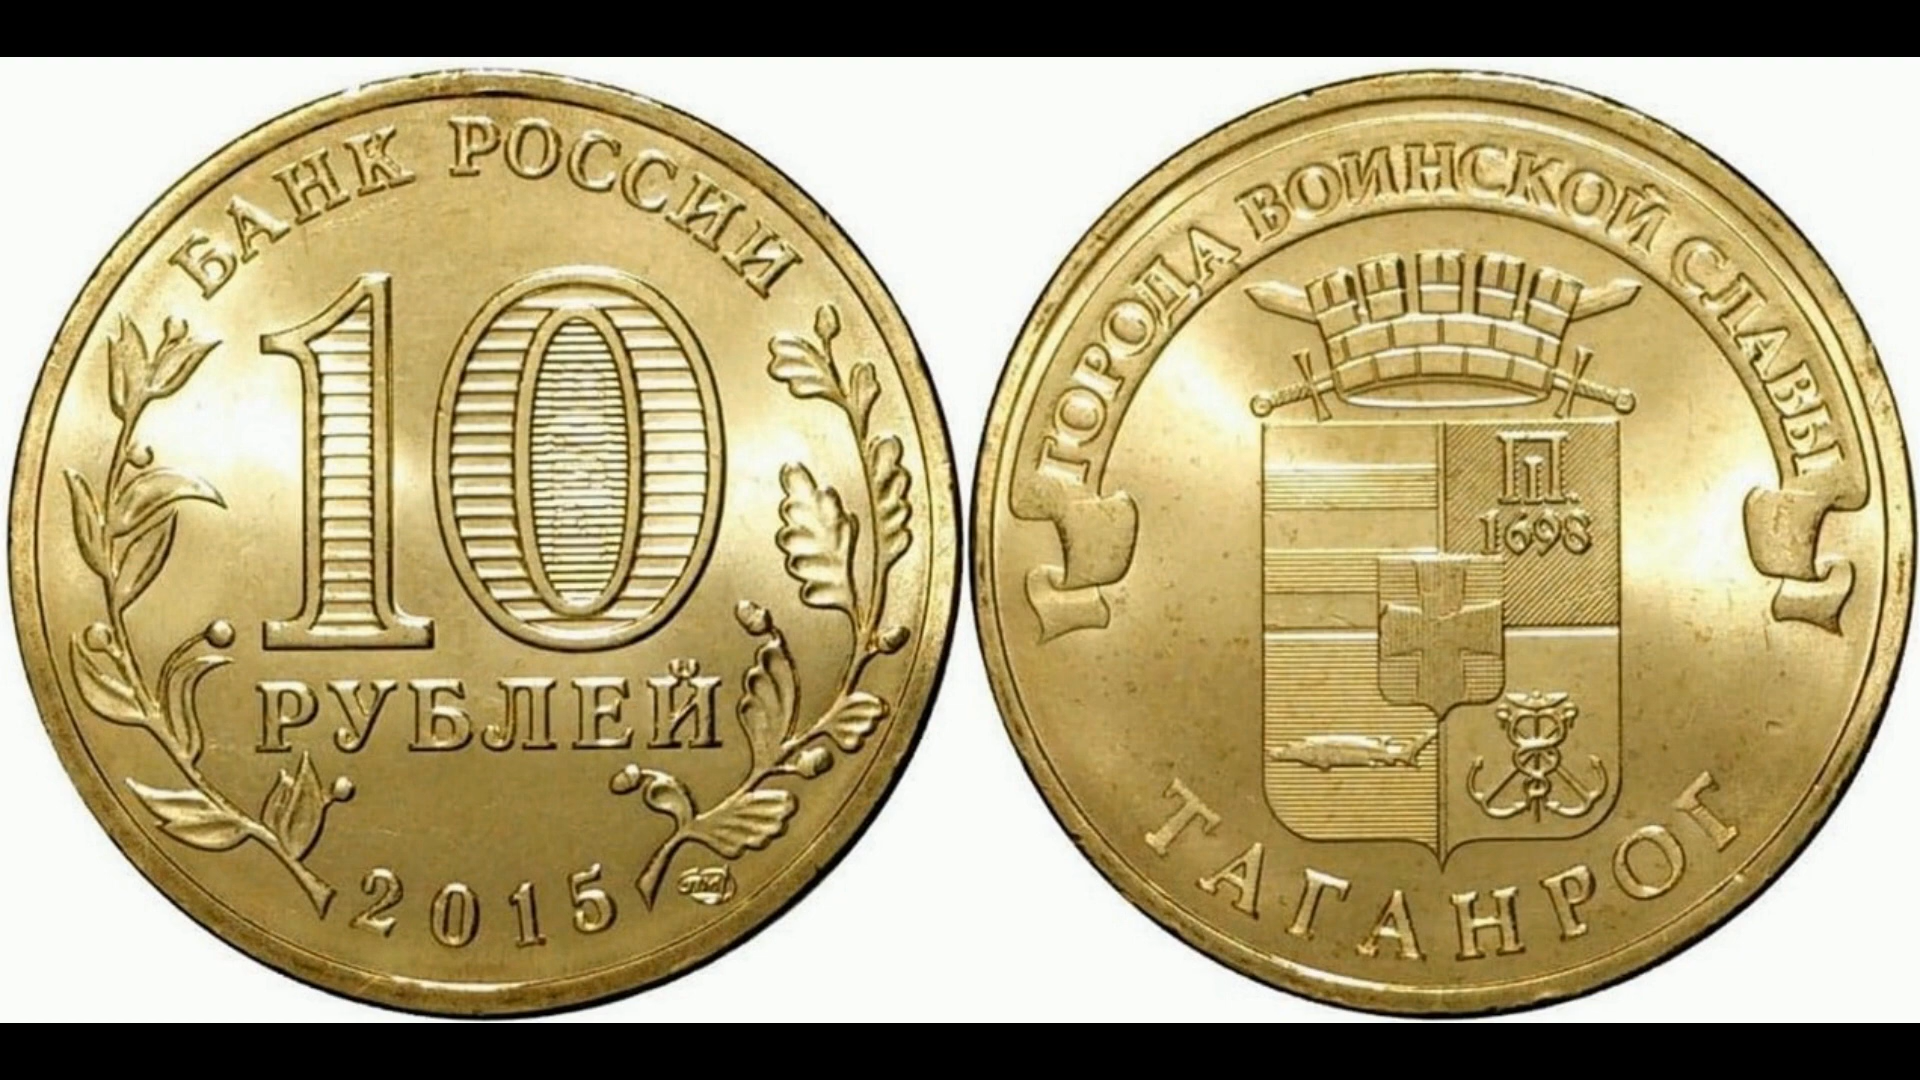 БАНК РОССИИ
10
РУБЛЕЙ
2015
ГОРОДА ВОИНСКОЙ СЛАВЫ
П
1698
ТАГАНРОГ